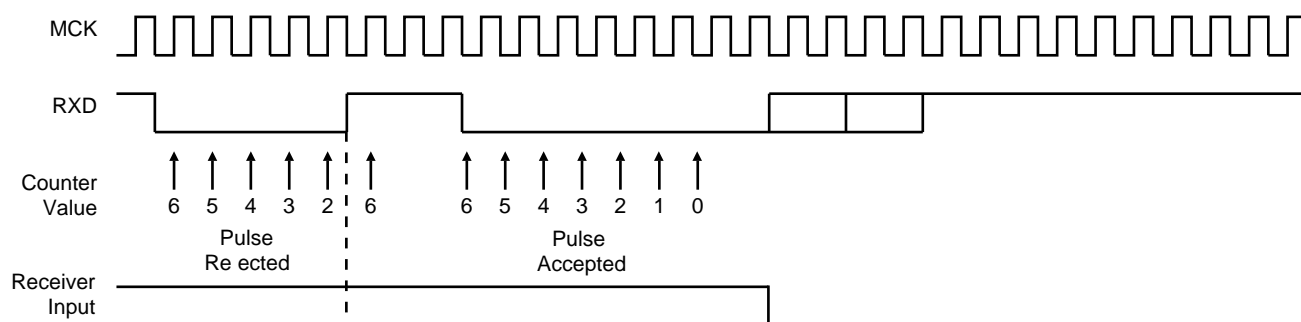 MCK
RXD
Counter
Value
6 5 4 3 2 6 6 5 4 3 2 1 0
Pulse
Re ected
Pulse
Accepted
Receiver
Input